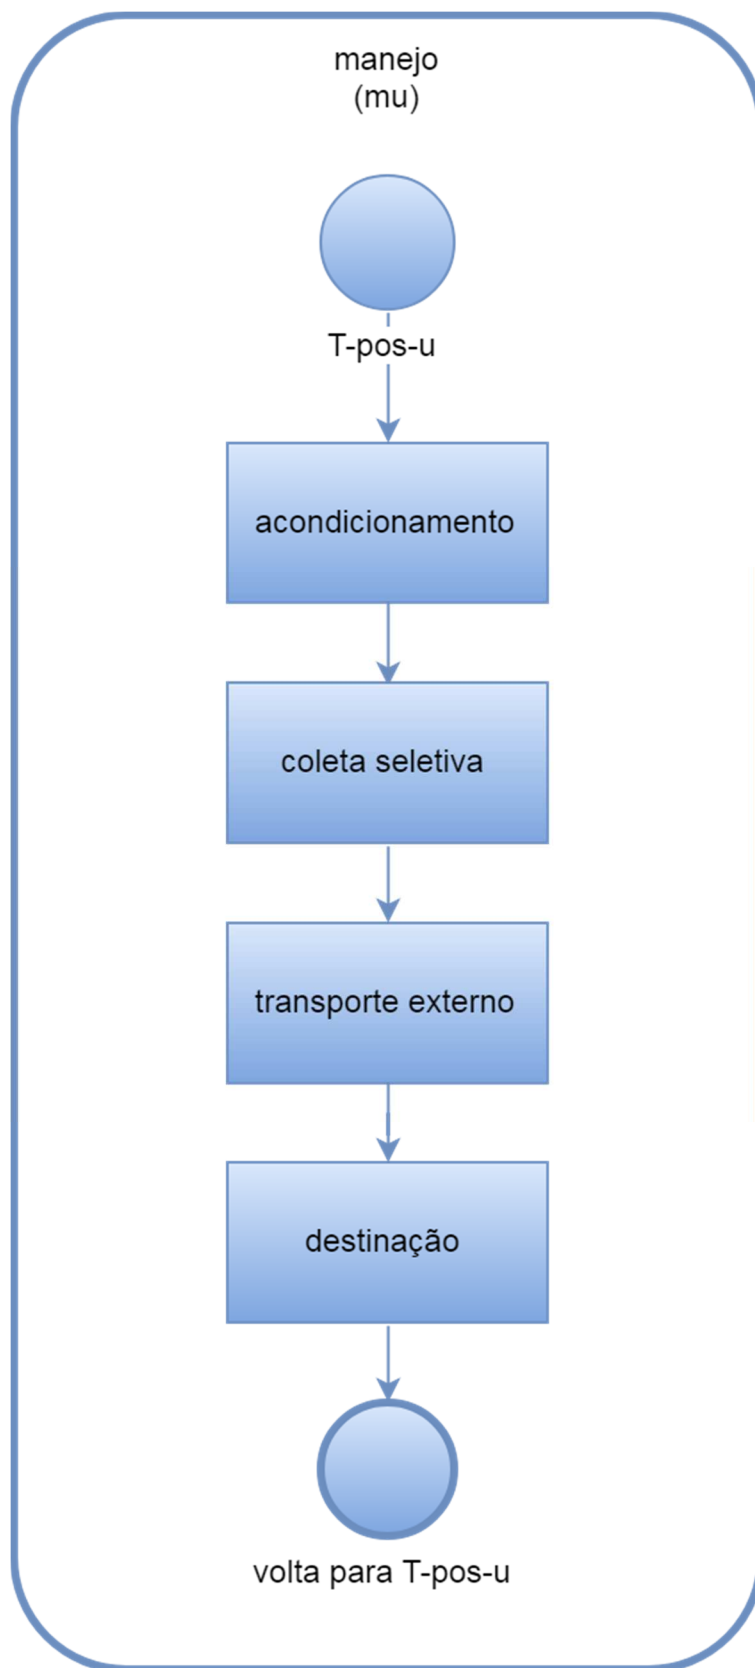 manejo
(mu)
T-pos-u
acondicionamento
coleta seletiva
transporte externo
destinação
volta para T-pos-u